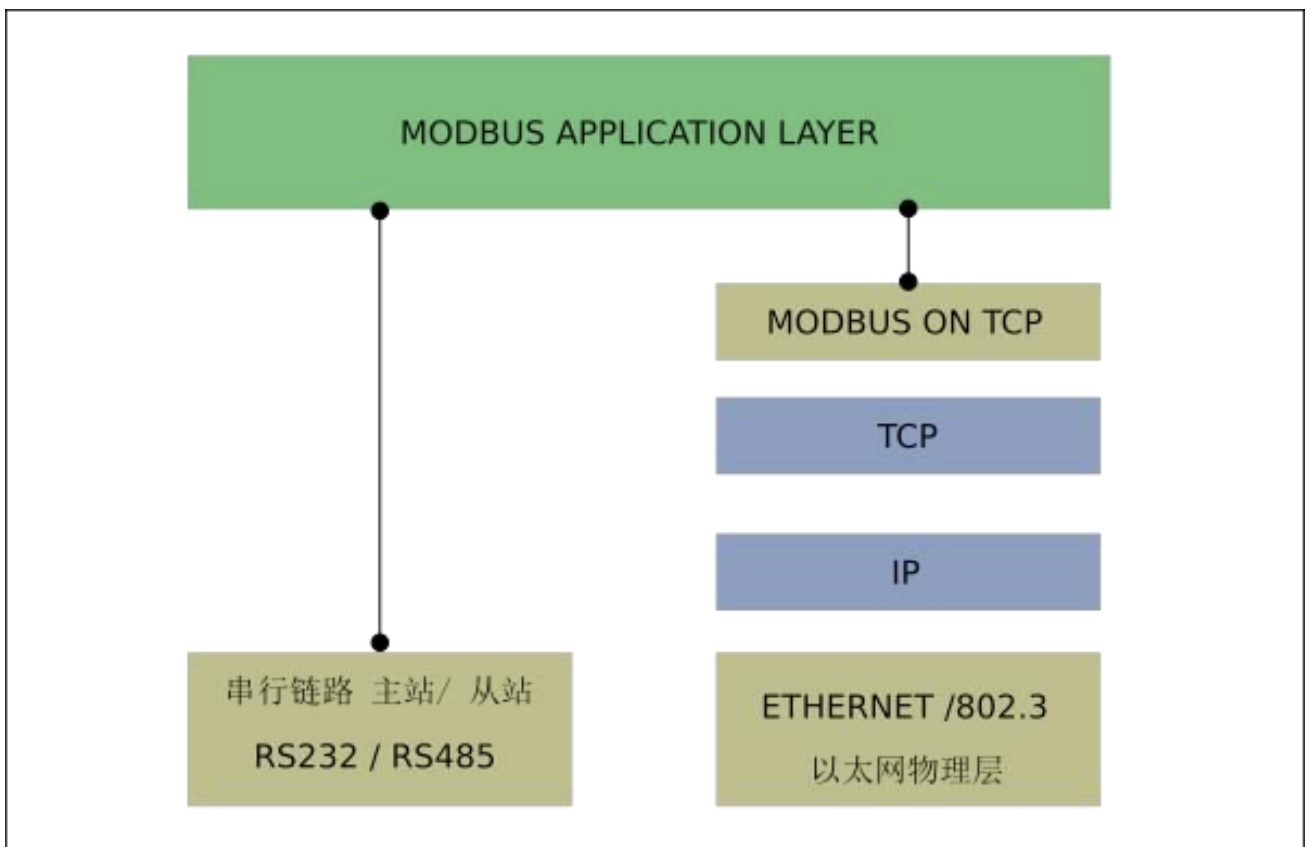 MODBUS APPLICATION LAYER
MODBUS ON TCP
TCP
IP
串行链路 主站/ 从站
RS232 / RS485
ETHERNET /802.3
以太网物理层